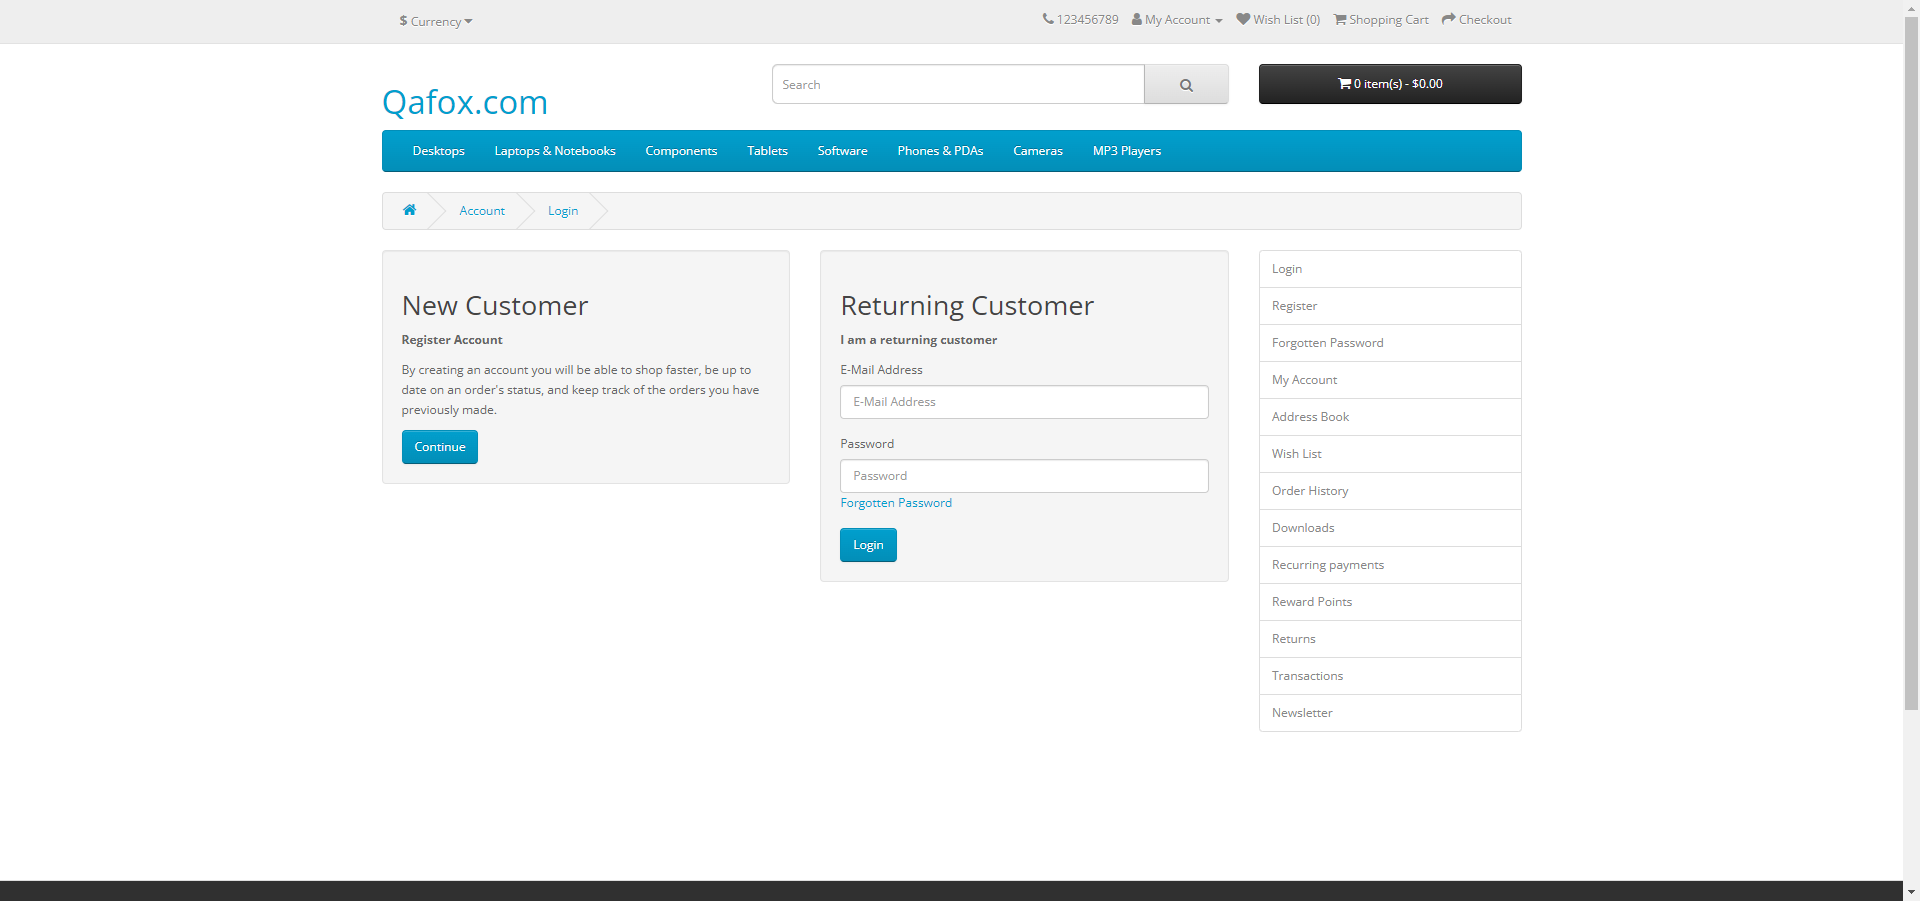 $ Currency
123456789 My Account Wish List (0) Shopping Cart Checkout
Qafox.com
Search
0 item(s) - $0.00
Desktops Laptops & Notebooks Components Tablets Software Phones & PDAs Cameras MP3 Players
Account Login
New Customer
Register Account
By creating an account you will be able to shop faster, be up to
date on an order's status, and keep track of the orders you have
previously made.
Continue
Returning Customer
I am a returning customer
E-Mail Address
E-Mail Address
Password
Password
Forgotten Password
Login
Login
Register
Forgotten Password
My Account
Address Book
Wish List
Order History
Downloads
Recurring payments
Reward Points
Returns
Transactions
Newsletter